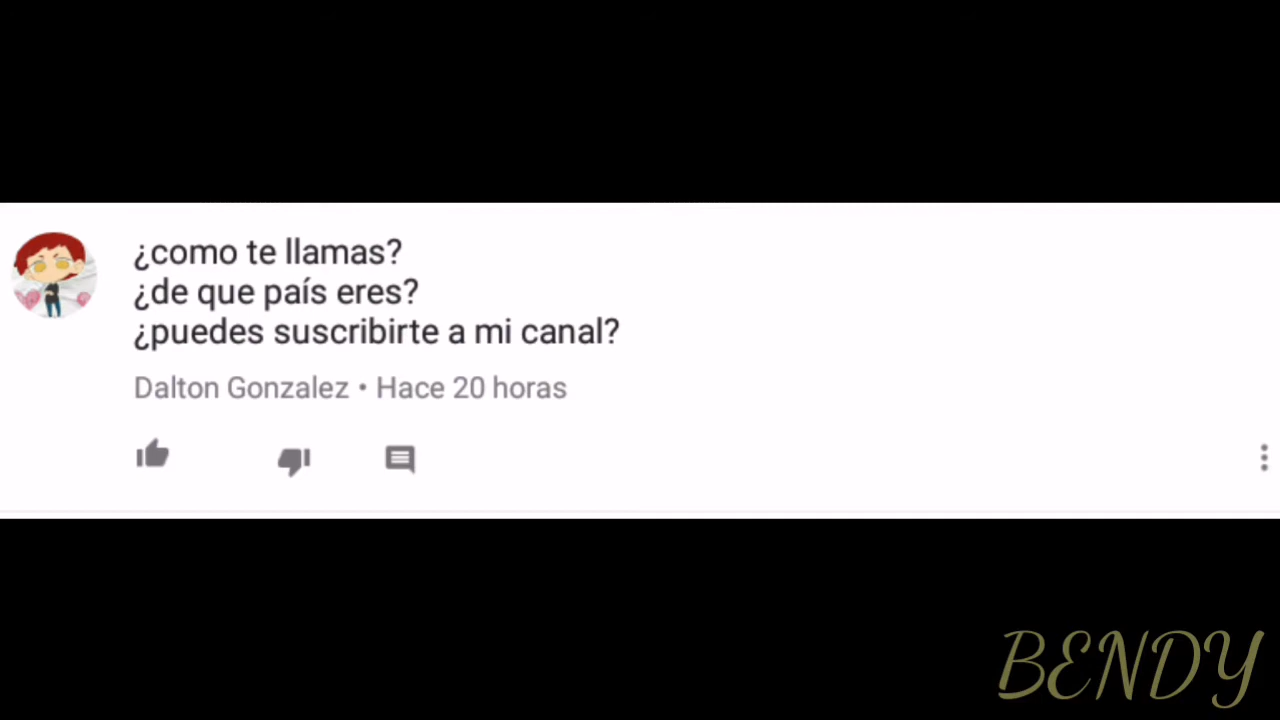 ¿como te llamas?
¿de que país eres?
¿puedes suscribirte a mi canal?
Dalton Gonzalez • Hace 20 horas
BENDY